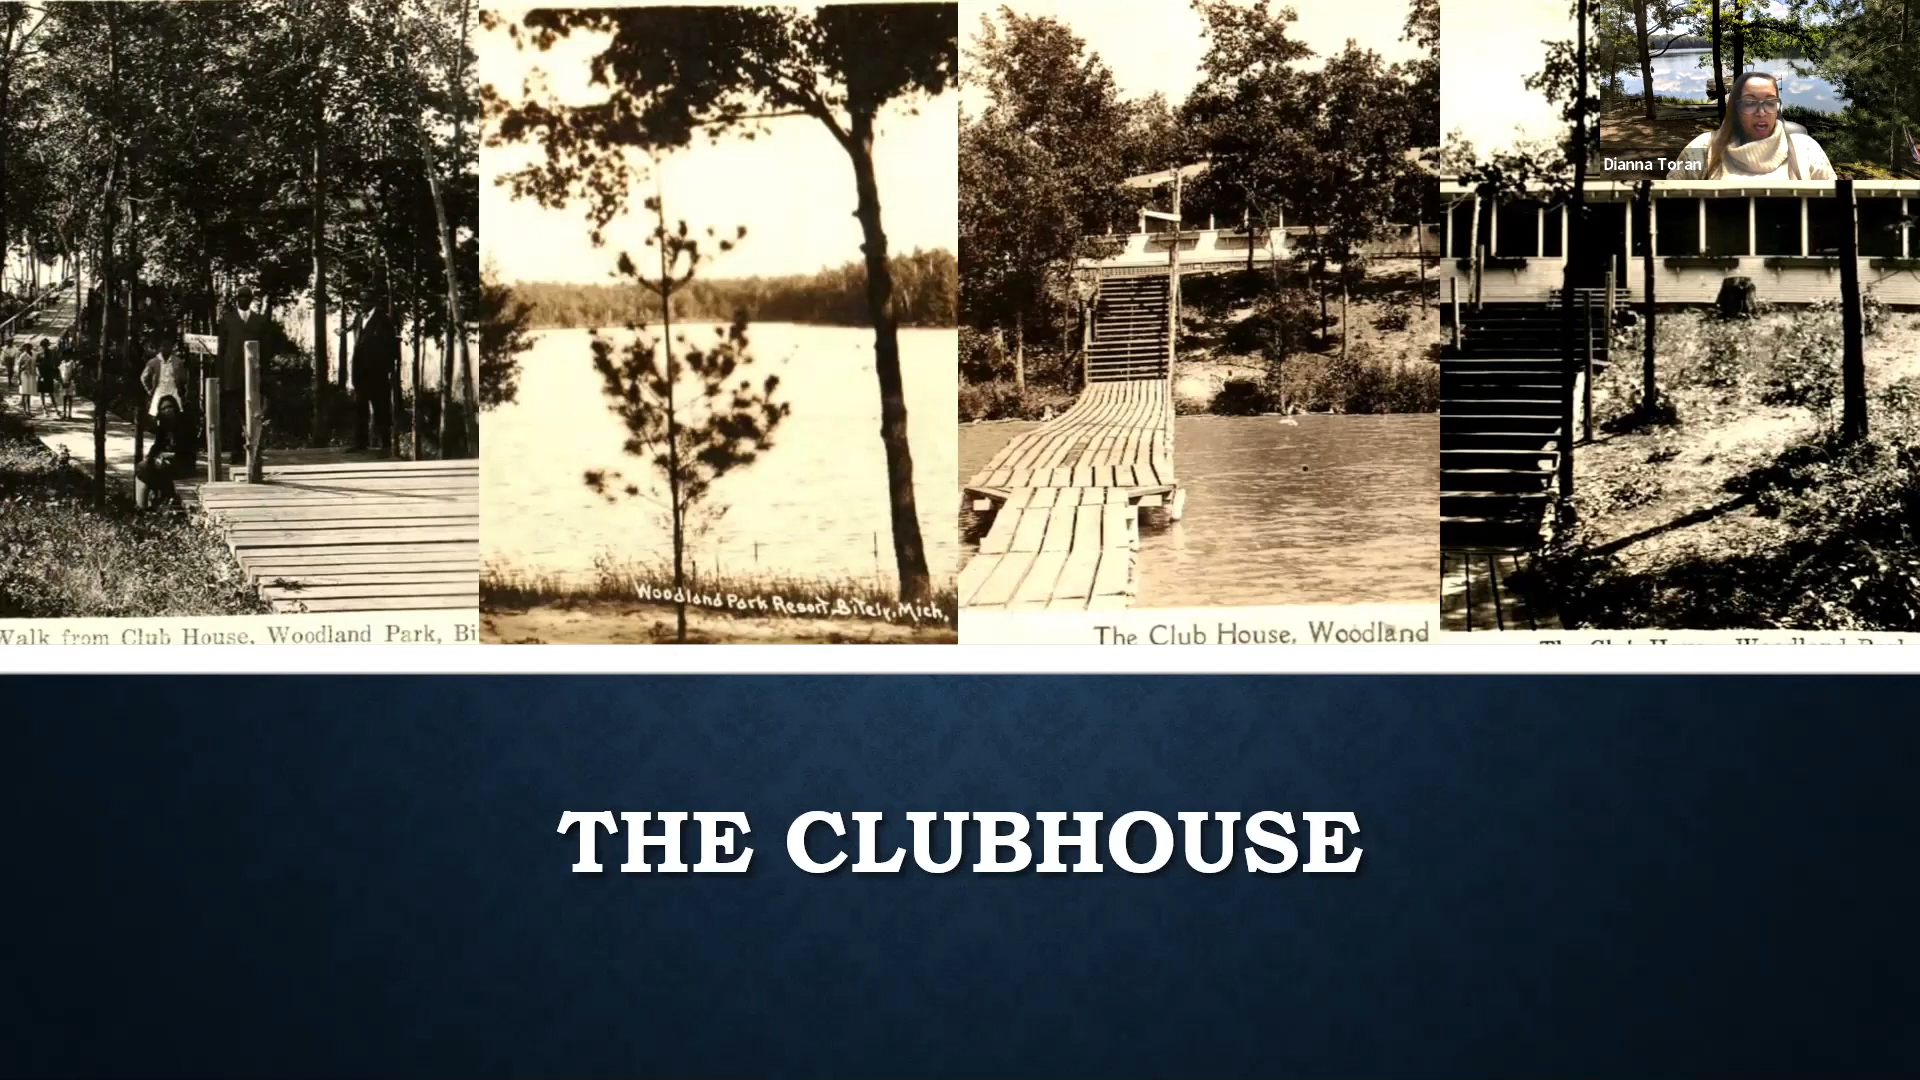 Dianna Toran
Walk from Club House, Woodland Park, Bi
Woodland Park Resort, Bitely, Mich.
The Club House, Woodland
THE CLUBHOUSE